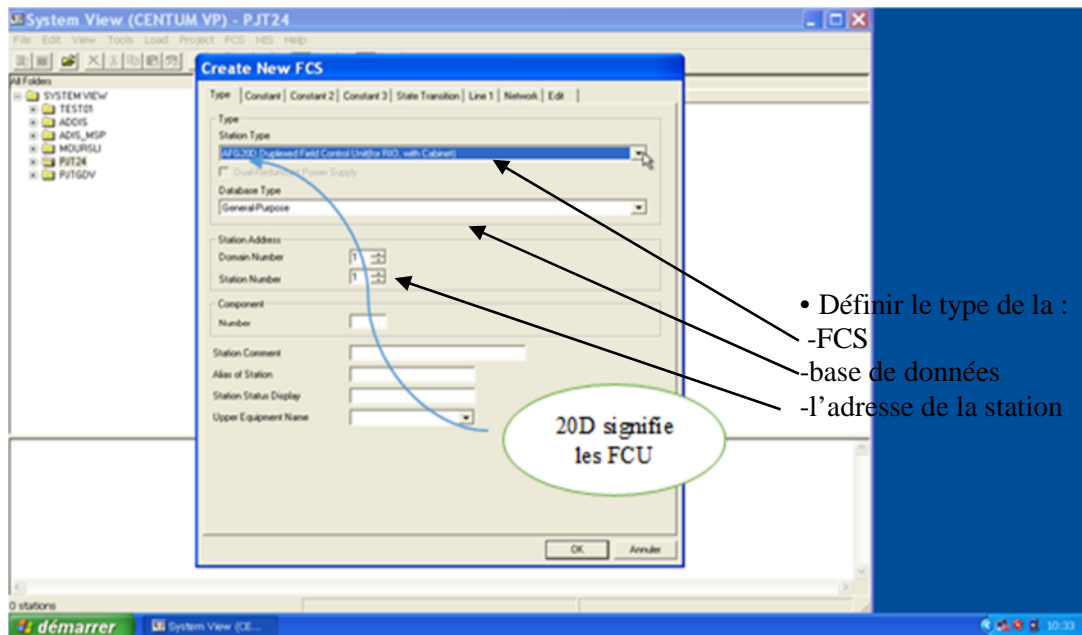 System View (CENTUM VP) - PJT24
File Edit View Tools Load Project FCS HIS Help
All Folders
SYSTEM VIEW
TEST01
ADDIS
ADIS_MSP
MOURSLI
PJT24
PJTGDV
Create New FCS
Type Constant Constant 2 Constant 3 State Transition Line 1 Network Edit
Type
Station Type
AFG20D Duplexed Field Control Unit(for RIO, with Cabinet)
Dual-Redundant Power Supply
Database Type
General-Purpose
Station Address
Domain Number 1
Station Number 1
Component
Number
Station Comment
Alias of Station
Station Status Display
Upper Equipment Name
OK Annuler
• Définir le type de la :
-FCS
-base de données
-l’adresse de la station
20D signifie
les FCU
0 stations
démarrer System View (CE... 10:33